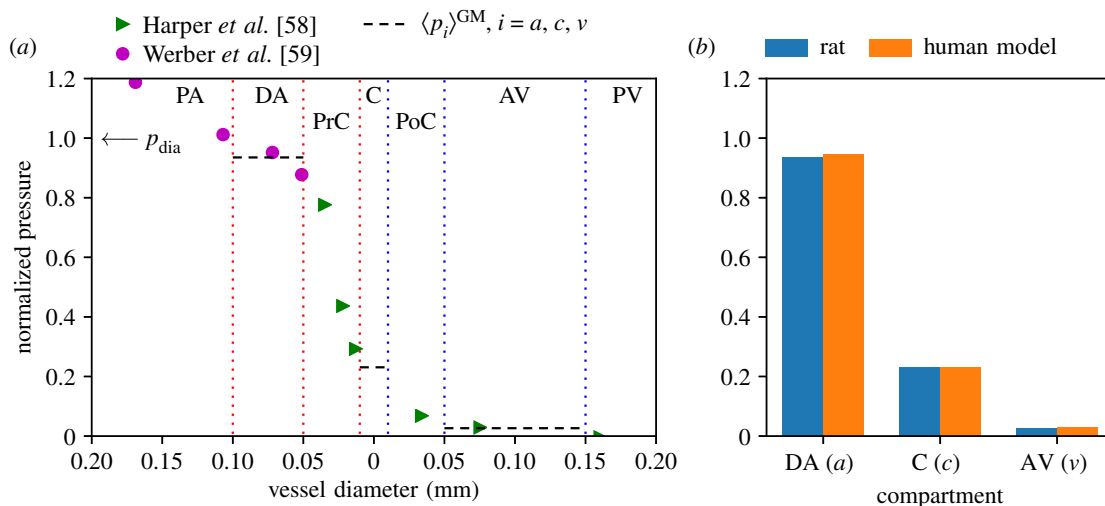 Harper et al. [58]
Werber et al. [59]
⟨p_i⟩^GM, i = a, c, v
(a)
normalized pressure
1.2
1.0
0.8
0.6
0.4
0.2
0
PA
DA
PrC
C
PoC
AV
PV
← p_dia
0.20 0.15 0.10 0.05 0 0.05 0.10 0.15 0.20
vessel diameter (mm)
(b)
rat
human model
1.2
1.0
0.8
0.6
0.4
0.2
0
DA (a) C (c) AV (v)
compartment